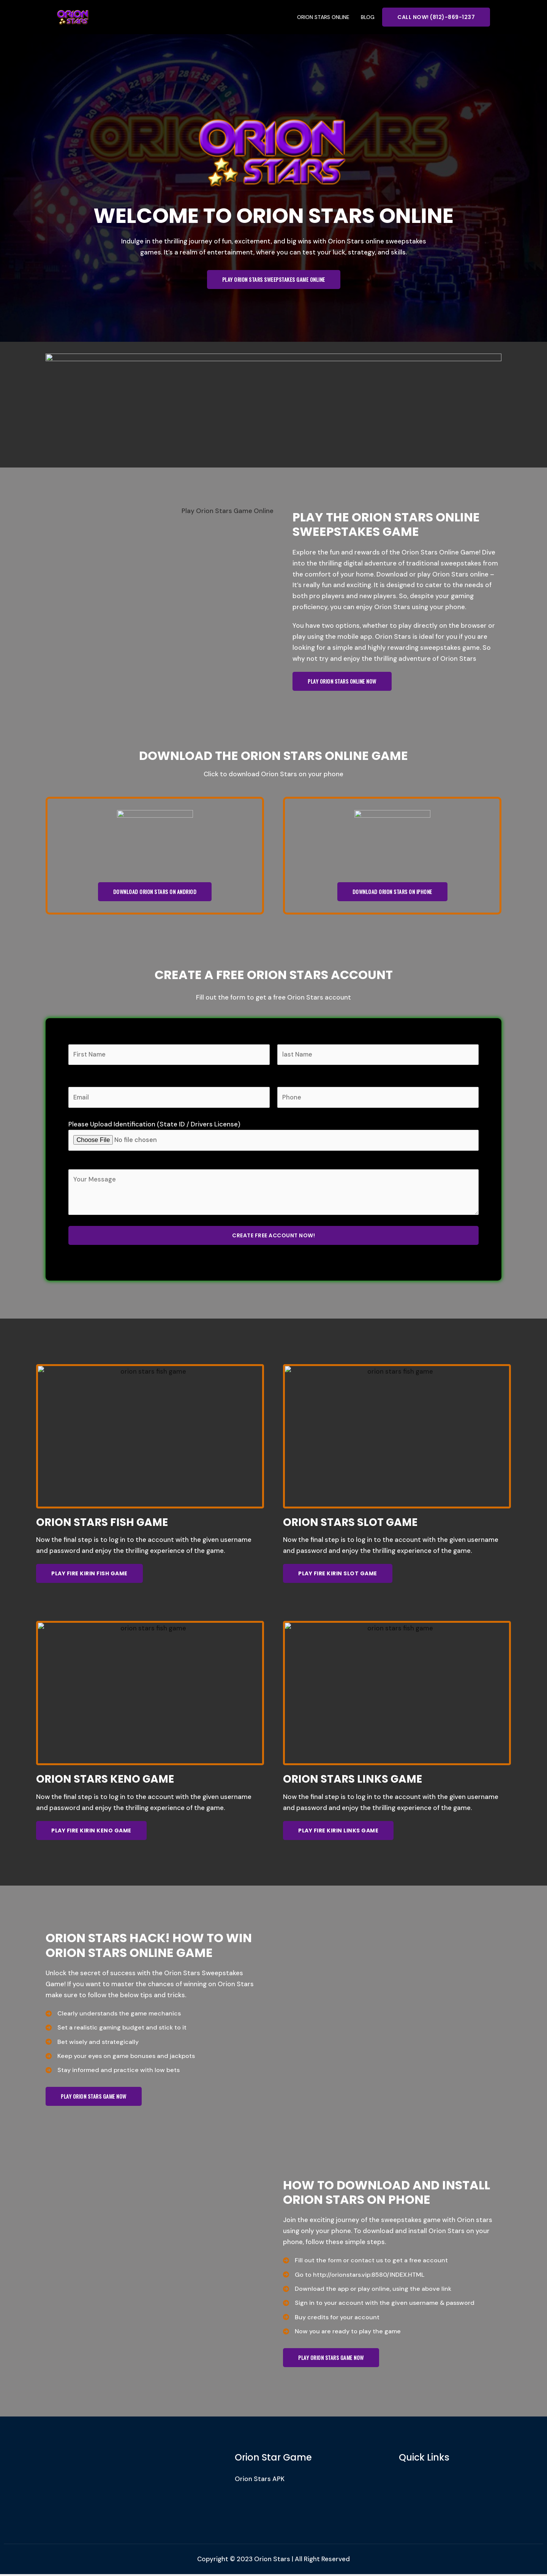 ORION STARS
ORION STARS ONLINE
BLOG
CALL NOW! (812)-869-1237
ORION STARS
ORION STARS
WELCOME TO ORION STARS ONLINE
Indulge in the thrilling journey of fun, excitement, and big wins with Orion Stars online sweepstakes
games. It's a realm of entertainment, where you can test your luck, strategy, and skills.
PLAY ORION STARS SWEEPSTAKES GAME ONLINE
Play Orion Stars Game Online
PLAY THE ORION STARS ONLINE
SWEEPSTAKES GAME
Explore the fun and rewards of the Orion Stars Online Game! Dive
into the thrilling digital adventure of traditional sweepstakes from
the comfort of your home. Download or play Orion Stars online –
It's really fun and exciting. It is designed to cater to the needs of
both pro players and new players. So, despite your gaming
proficiency, you can enjoy Orion Stars using your phone.
You have two options, whether to play directly on the browser or
play using the mobile app. Orion Stars is ideal for you if you are
looking for a simple and highly rewarding sweepstakes game. So
why not try and enjoy the thrilling adventure of Orion Stars
PLAY ORION STARS ONLINE NOW
DOWNLOAD THE ORION STARS ONLINE GAME
Click to download Orion Stars on your phone
DOWNLOAD ORION STARS ON ANDRIOD
DOWNLOAD ORION STARS ON IPHONE
CREATE A FREE ORION STARS ACCOUNT
Fill out the form to get a free Orion Stars account
First Name
last Name
Email
Phone
Please Upload Identification (State ID / Drivers License)
Choose File No file chosen
Your Message
CREATE FREE ACCOUNT NOW!
orion stars fish game
orion stars fish game
ORION STARS FISH GAME
Now the final step is to log in to the account with the given username
and password and enjoy the thrilling experience of the game.
PLAY FIRE KIRIN FISH GAME
ORION STARS SLOT GAME
Now the final step is to log in to the account with the given username
and password and enjoy the thrilling experience of the game.
PLAY FIRE KIRIN SLOT GAME
orion stars fish game
orion stars fish game
ORION STARS KENO GAME
Now the final step is to log in to the account with the given username
and password and enjoy the thrilling experience of the game.
PLAY FIRE KIRIN KENO GAME
ORION STARS LINKS GAME
Now the final step is to log in to the account with the given username
and password and enjoy the thrilling experience of the game.
PLAY FIRE KIRIN LINKS GAME
ORION STARS HACK! HOW TO WIN
ORION STARS ONLINE GAME
Unlock the secret of success with the Orion Stars Sweepstakes
Game! If you want to master the chances of winning on Orion Stars
make sure to follow the below tips and tricks.
Clearly understands the game mechanics
Set a realistic gaming budget and stick to it
Bet wisely and strategically
Keep your eyes on game bonuses and jackpots
Stay informed and practice with low bets
PLAY ORION STARS GAME NOW
HOW TO DOWNLOAD AND INSTALL
ORION STARS ON PHONE
Join the exciting journey of the sweepstakes game with Orion stars
using only your phone. To download and install Orion Stars on your
phone, follow these simple steps.
Fill out the form or contact us to get a free account
Go to http://orionstars.vip:8580/INDEX.HTML
Download the app or play online, using the above link
Sign in to your account with the given username & password
Buy credits for your account
Now you are ready to play the game
PLAY ORION STARS GAME NOW
Orion Star Game
Orion Stars APK
Quick Links
Copyright © 2023 Orion Stars | All Right Reserved